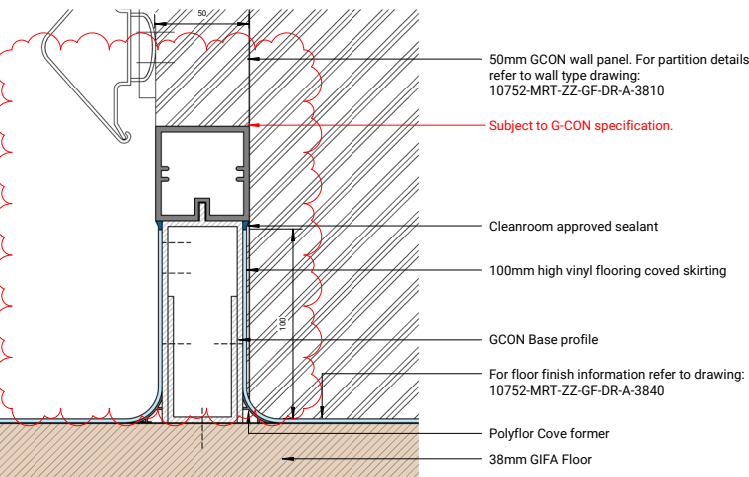 50
50mm GCON wall panel. For partition details
refer to wall type drawing:
10752-MRT-ZZ-GF-DR-A-3810
Subject to G-CON specification.
Cleanroom approved sealant
100mm high vinyl flooring coved skirting
100
GCON Base profile
For floor finish information refer to drawing:
10752-MRT-ZZ-GF-DR-A-3840
Polyflor Cove former
38mm GIFA Floor